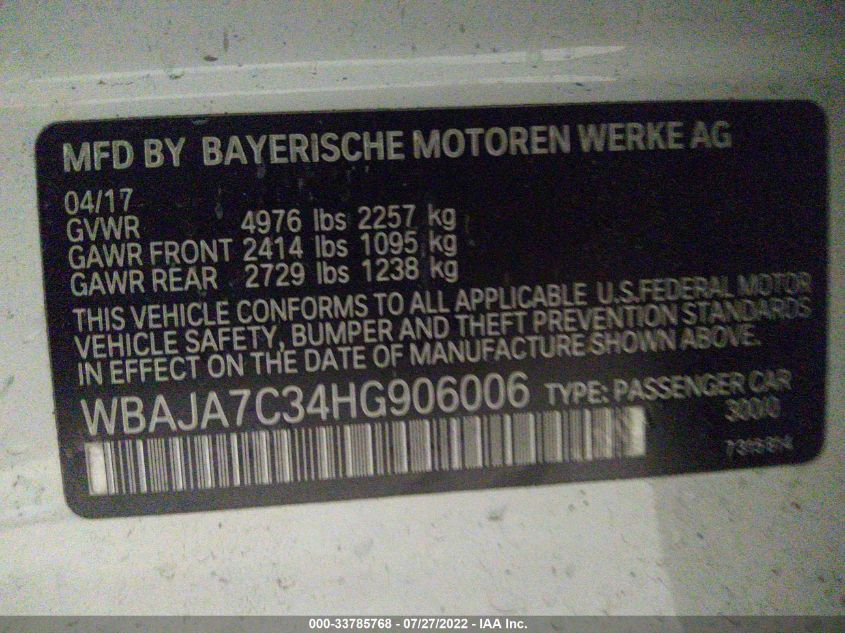 MFD BY BAYERISCHE MOTOREN WERKE AG
04/17
GVWR 4976 lbs 2257 kg
GAWR FRONT 2414 lbs 1095 kg
GAWR REAR 2729 lbs 1238 kg
THIS VEHICLE CONFORMS TO ALL APPLICABLE U.S.FEDERAL MOTOR
VEHICLE SAFETY, BUMPER AND THEFT PREVENTION STANDARDS
IN EFFECT ON THE DATE OF MANUFACTURE SHOWN ABOVE.
WBAJA7C34HG906006 TYPE: PASSENGER CAR
000-33785768 - 07/27/2022 - IAA Inc.